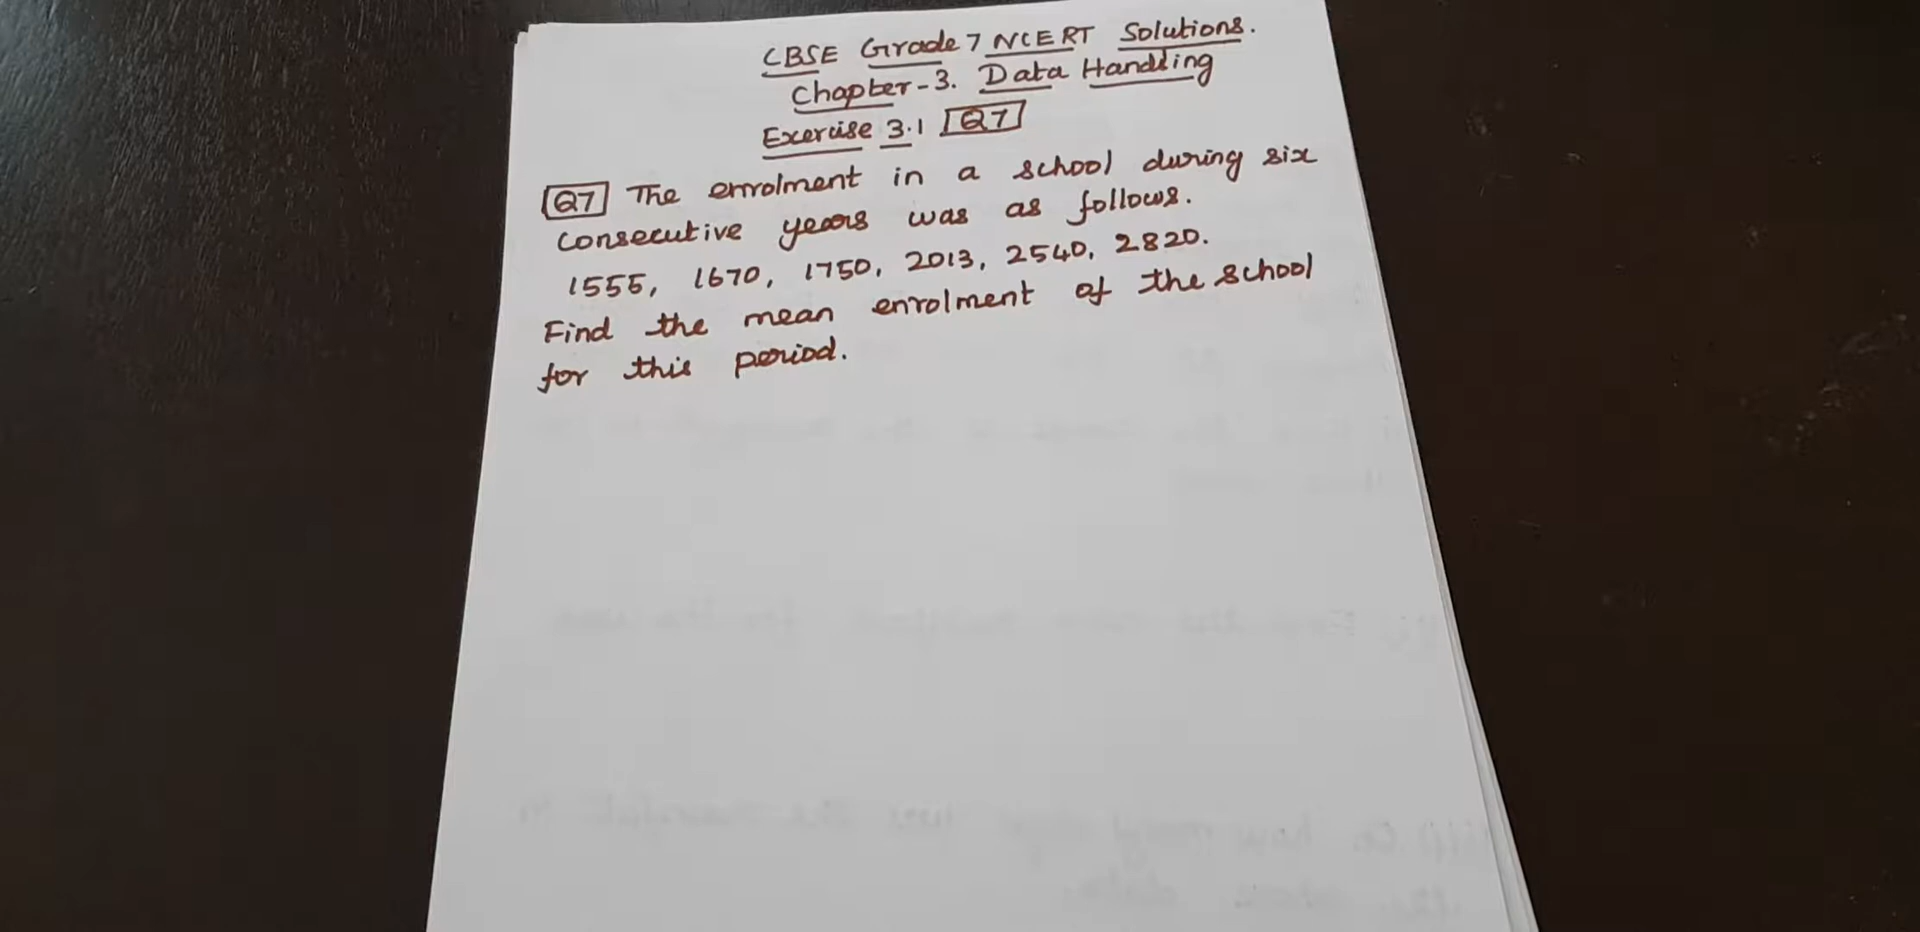 CBSE Grade 7 NCERT Solutions.
Chapter-3. Data Handling
Exercise 3.1 Q7
Q7 The enrolment in a school during six
consecutive years was as follows.
1555, 1670, 1750, 2013, 2540, 2820.
Find the mean enrolment of the school
for this period.